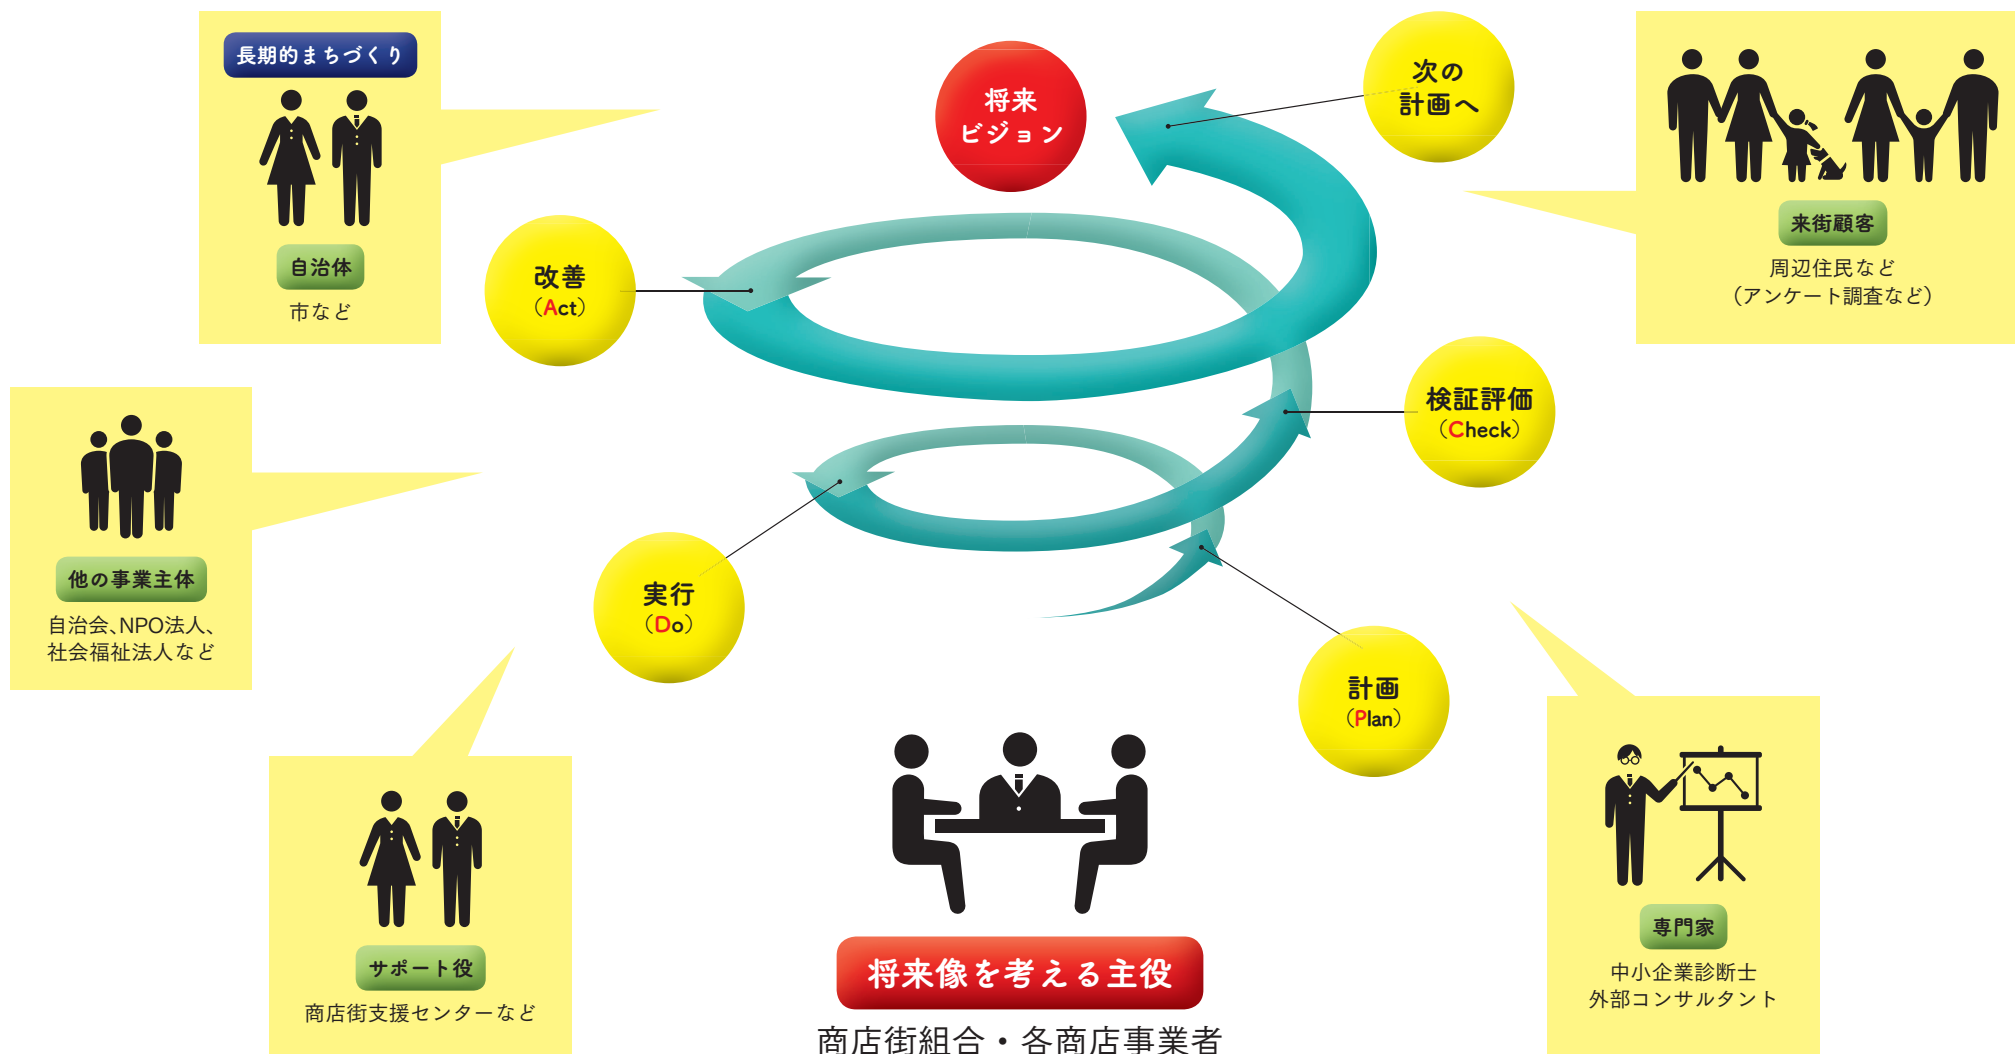 長期的まちづくり
自治体
市など
将来
ビジョン
次の
計画へ
来街顧客
周辺住民など
(アンケート調査など)
改善
(Act)
検証評価
(Check)
他の事業主体
自治会、NPO法人、
社会福祉法人など
実行
(Do)
計画
(Plan)
サポート役
商店街支援センターなど
将来像を考える主役
商店街組合・各商店事業者
専門家
中小企業診断士
外部コンサルタント